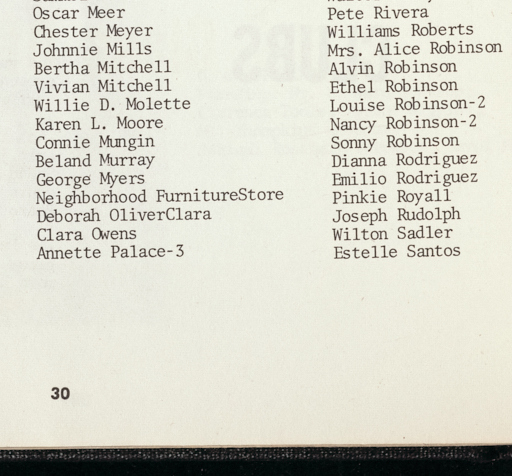 Oscar Meer
Chester Meyer
Johnnie Mills
Bertha Mitchell
Vivian Mitchell
Willie D. Molette
Karen L. Moore
Connie Mungin
Beland Murray
George Myers
Neighborhood FurnitureStore
Deborah OliverClara
Clara Owens
Annette Palace-3
Pete Rivera
Williams Roberts
Mrs. Alice Robinson
Alvin Robinson
Ethel Robinson
Louise Robinson-2
Nancy Robinson-2
Sonny Robinson
Dianna Rodriguez
Emilio Rodriguez
Pinkie Royall
Joseph Rudolph
Wilton Sadler
Estelle Santos
30